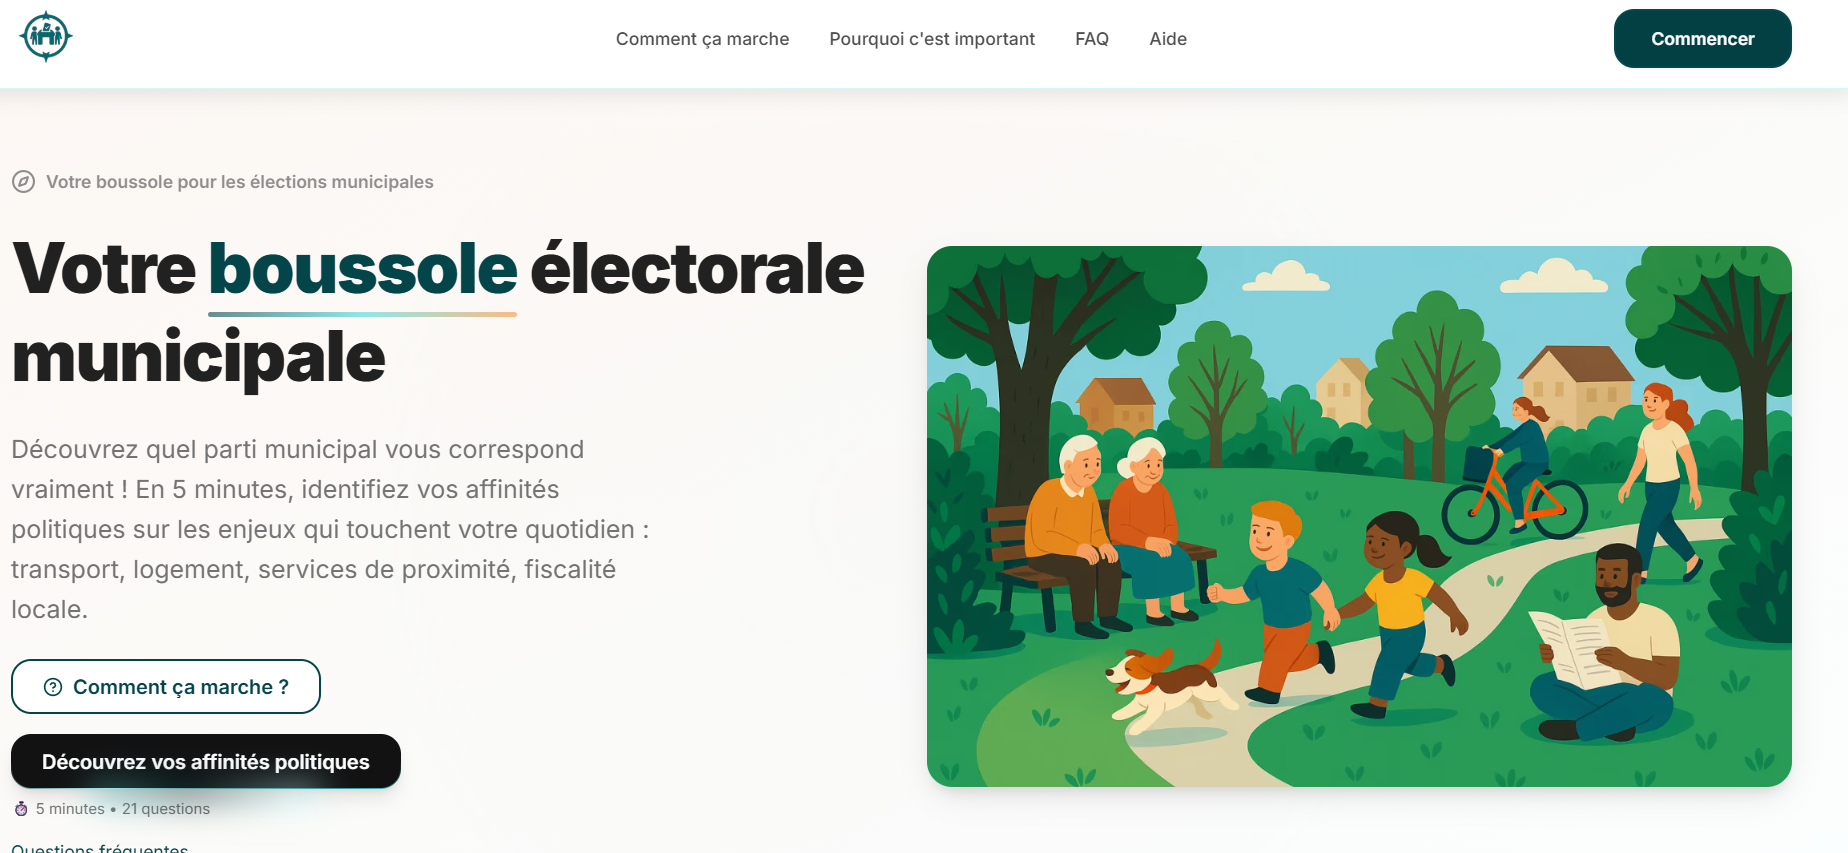 Comment ça marche
Pourquoi c'est important
FAQ
Aide
Commencer
Votre boussole pour les élections municipales
Votre boussole électorale
municipale
Découvrez quel parti municipal vous correspond
vraiment ! En 5 minutes, identifiez vos affinités
politiques sur les enjeux qui touchent votre quotidien :
transport, logement, services de proximité, fiscalité
locale.
Comment ça marche ?
Découvrez vos affinités politiques
5 minutes • 21 questions
Questions fréquentes